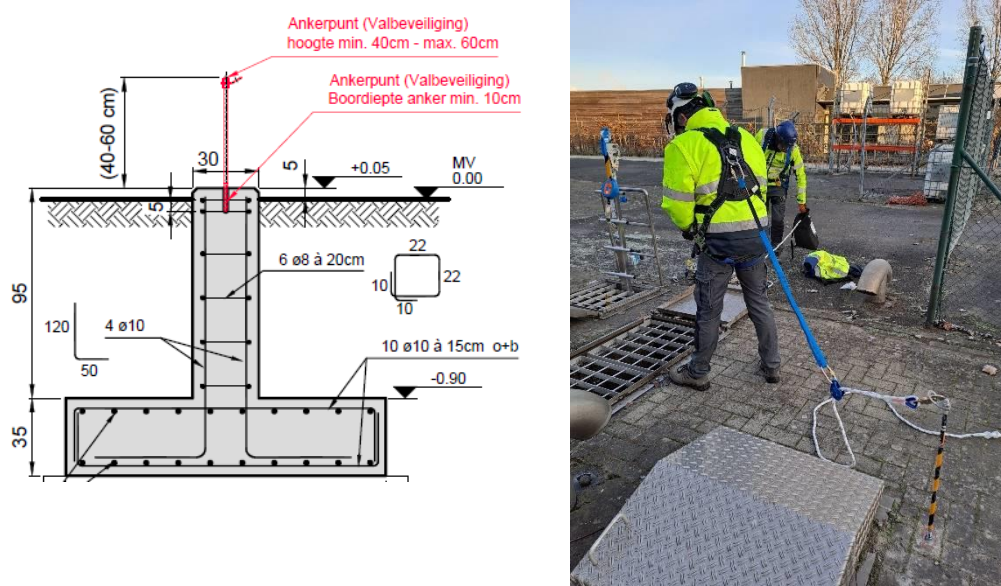 Ankerpunt (Valbeveiliging)
hoogte min. 40cm - max. 60cm
Ankerpunt (Valbeveiliging)
Boordiepte anker min. 10cm
(40-60 cm)
30
5
+0.05
MV
0.00
5
6 ø8 à 20cm
22
22
10
10
95
120
50
4 ø10
10 ø10 à 15cm o+b
-0.90
35